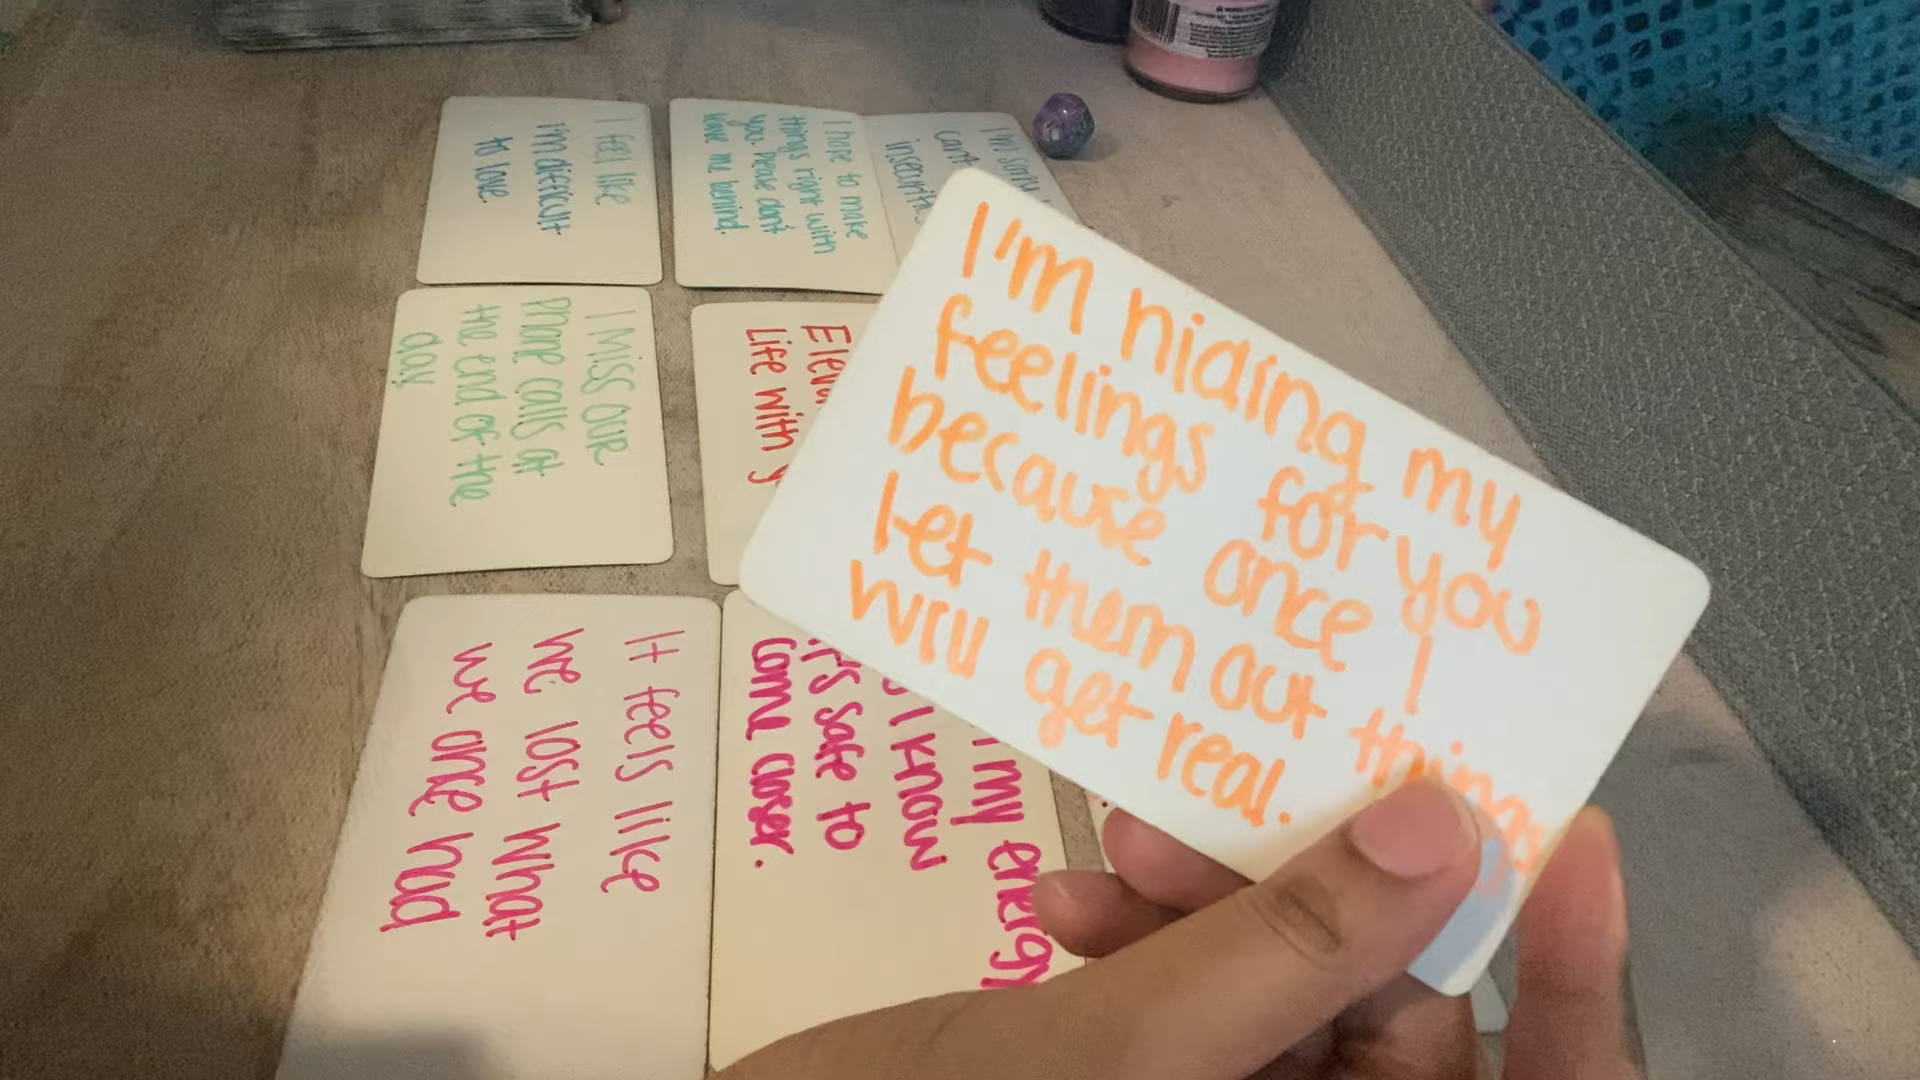 I feel like
I'm difficult
to love
I hope to make
things right with
you. Please don't
leave me behind.
I'm sorry I
can't
I miss our
phone calls at
the end of the
day
Life with
I'm hiding my
feelings for you
because once I
let them out things
will get real.
It feels like
we lost what
we once had
my energy
I know
it's safe to
come closer.